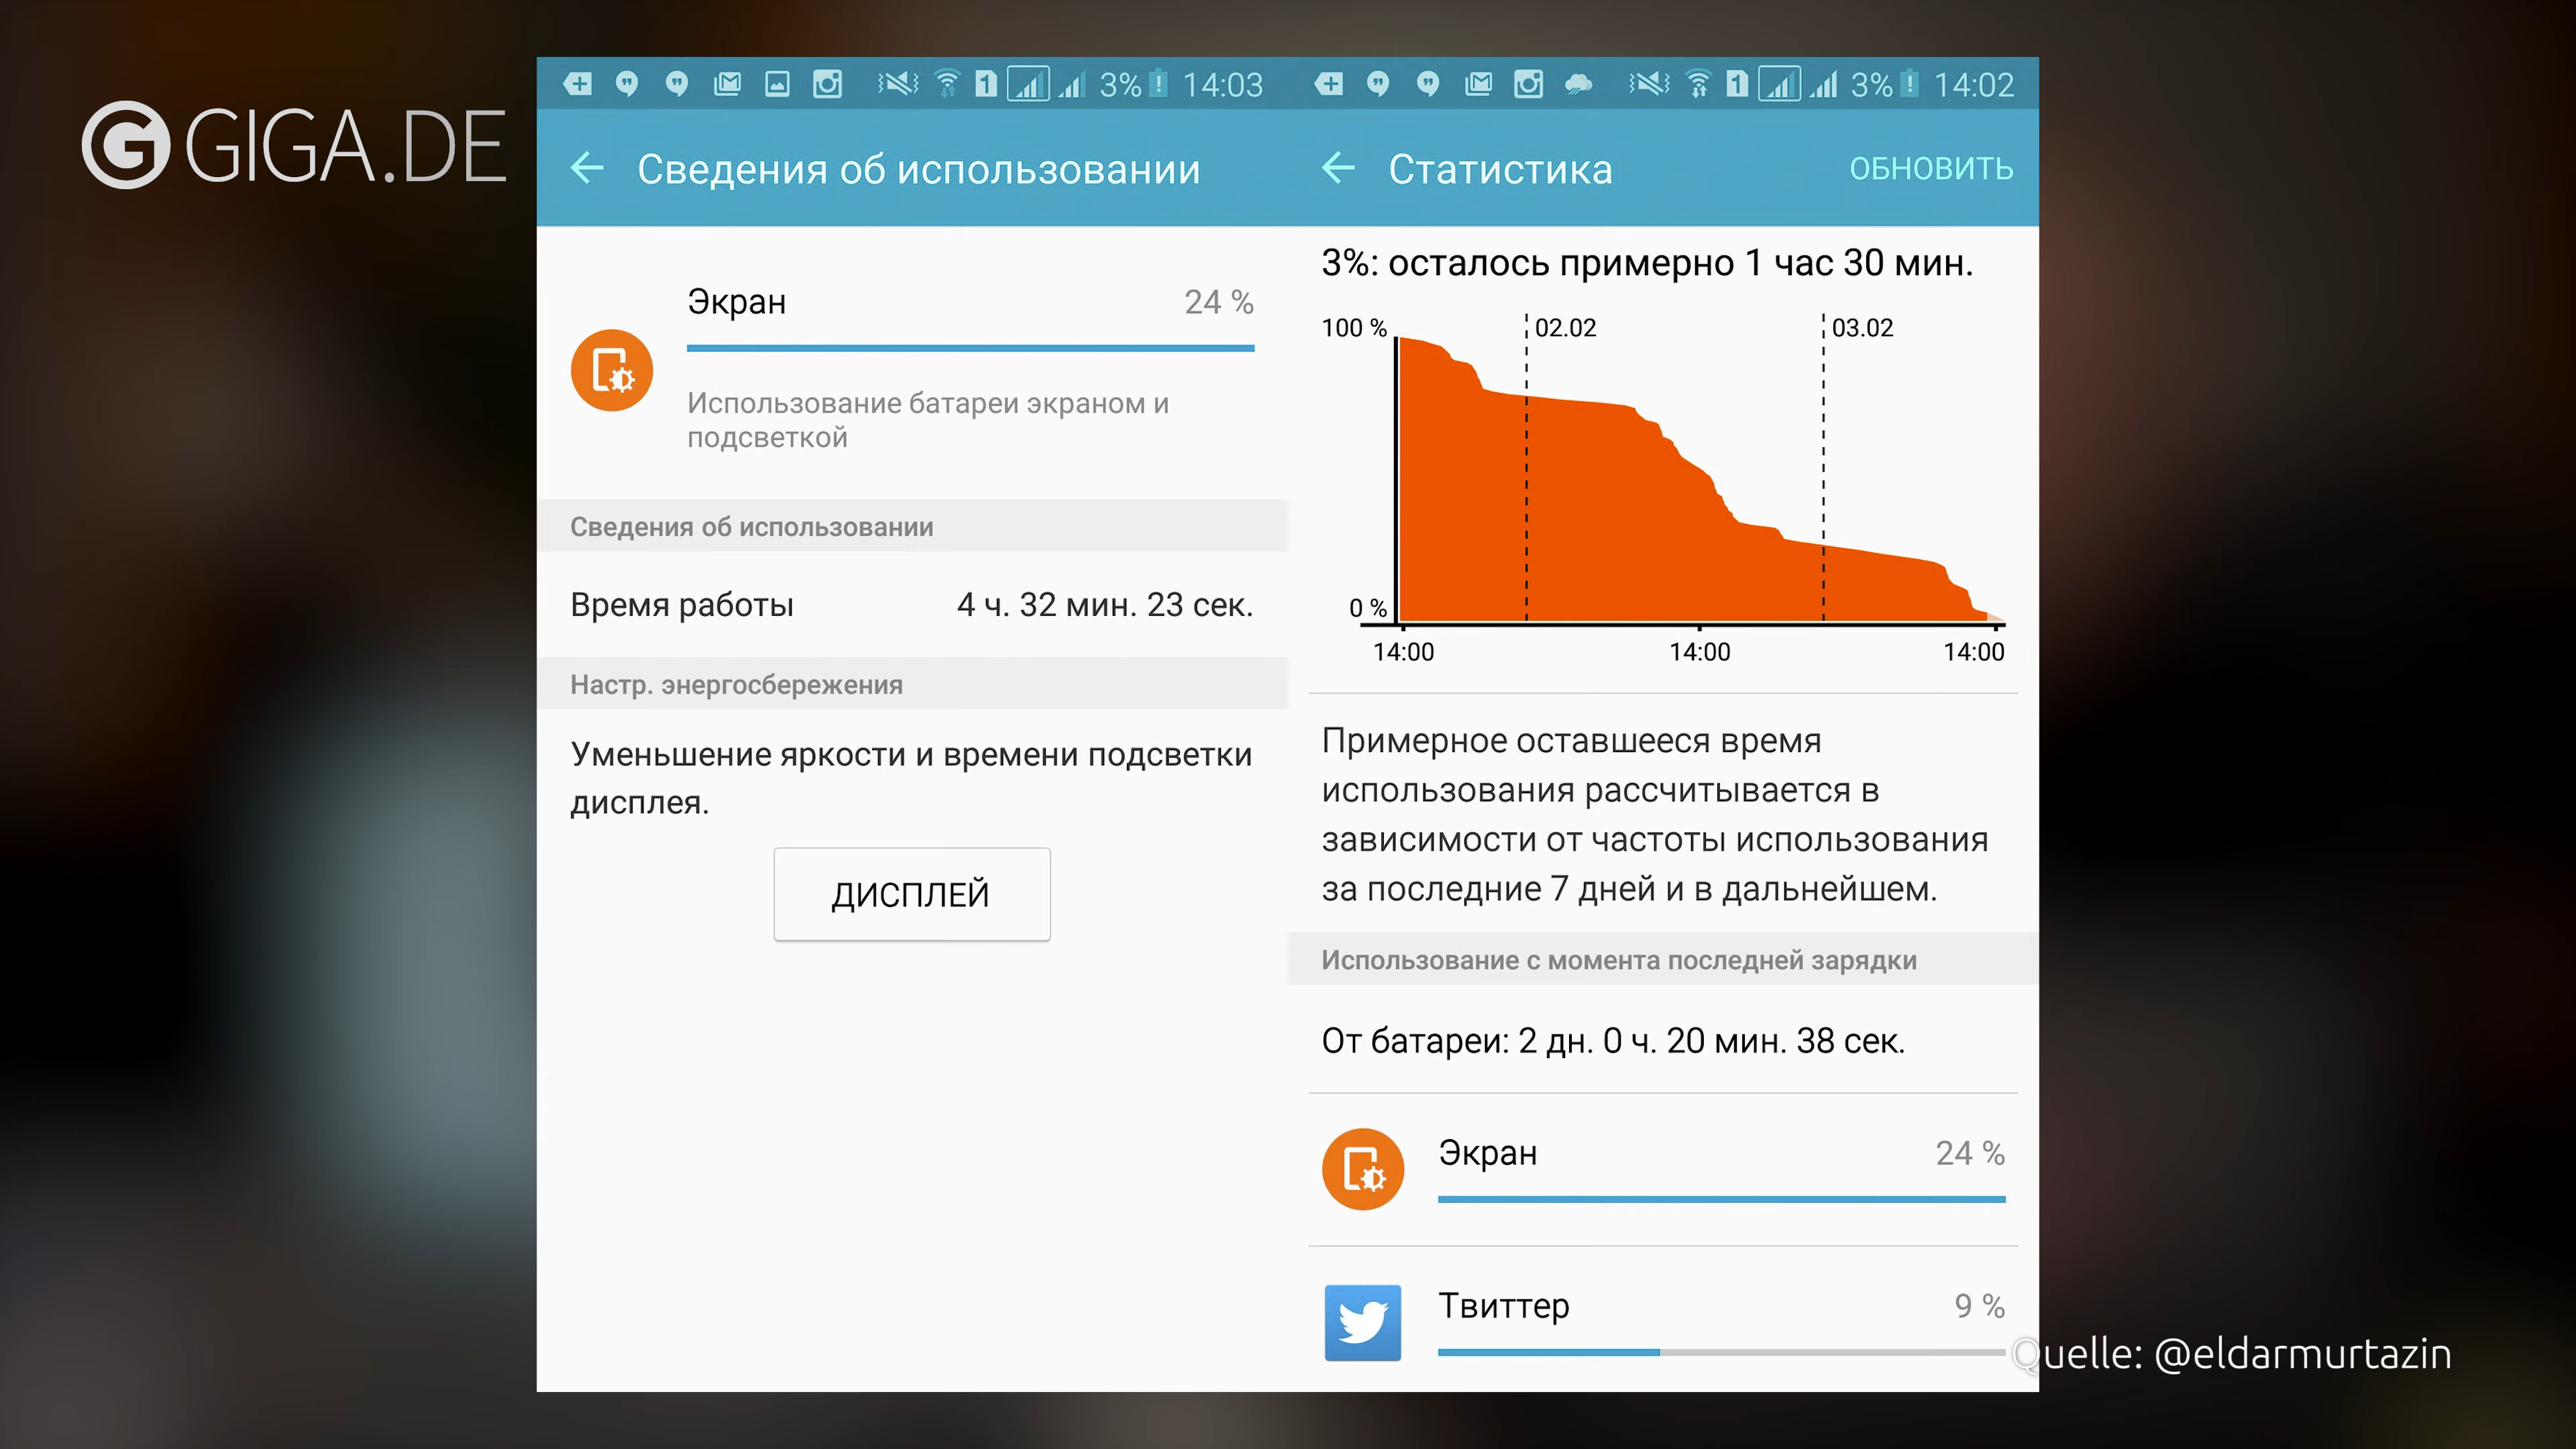 GIGA.DE
3% 14:03
Сведения об использовании
Экран 24 %
Использование батареи экраном и
подсветкой
Сведения об использовании
Время работы 4 ч. 32 мин. 23 сек.
Настр. энергосбережения
Уменьшение яркости и времени подсветки
дисплея.
ДИСПЛЕЙ
1 3% 14:02
Статистика ОБНОВИТЬ
3%: осталось примерно 1 час 30 мин.
100 % 02.02 03.02
0 %
14:00 14:00 14:00
Примерное оставшееся время
использования рассчитывается в
зависимости от частоты использования
за последние 7 дней и в дальнейшем.
Использование с момента последней зарядки
От батареи: 2 дн. 0 ч. 20 мин. 38 сек.
Экран 24 %
Твиттер 9 %
Quelle: @eldarmurtazin